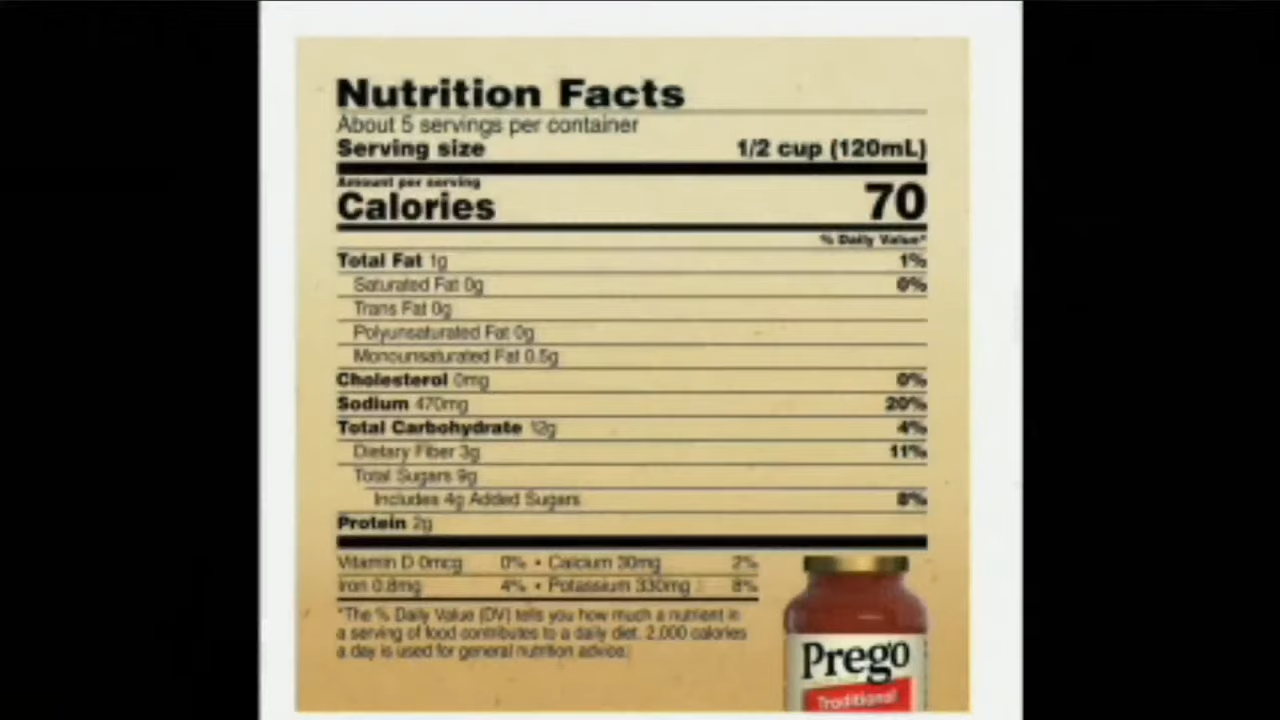 Nutrition Facts
About 5 servings per container
Serving size 1/2 cup (120mL)
Amount per serving
Calories 70
% Daily Value*
Total Fat 1g 1%
Saturated Fat 0g 0%
Trans Fat 0g
Polyunsaturated Fat 0g
Monounsaturated Fat 0.5g
Cholesterol 0mg 0%
Sodium 470mg 20%
Total Carbohydrate 12g 4%
Dietary Fiber 3g 11%
Total Sugars 9g
Includes 4g Added Sugars 8%
Protein 2g
Vitamin D 0mcg 0% • Calcium 30mg 2%
Iron 0.8mg 4% • Potassium 330mg 8%
*The % Daily Value (DV) tells you how much a nutrient in
a serving of food contributes to a daily diet. 2,000 calories
a day is used for general nutrition advice.
Prego
Traditional